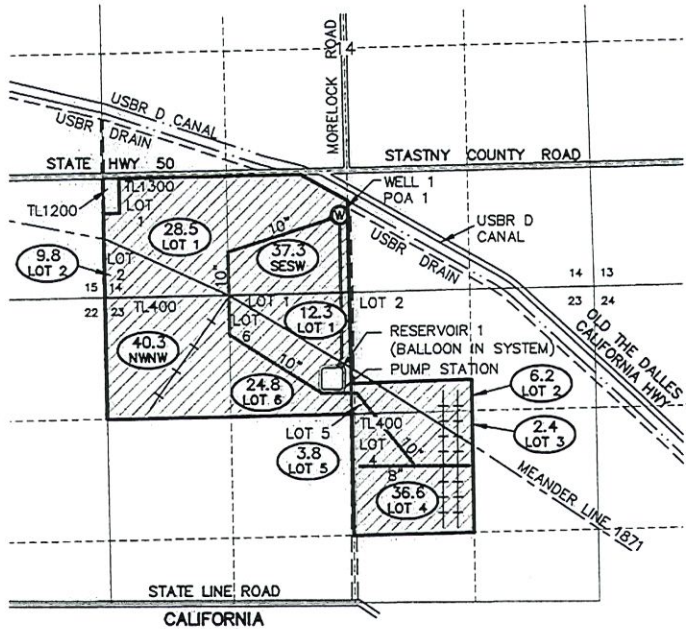 MORELOCK ROAD
14
USBR D CANAL
USBR DRAIN
STATE HWY 50
STASTNY COUNTY ROAD
TL1300
LOT
1
TL1200
WELL 1
POA 1
28.5
LOT 1
10"
37.3
SESW
USBR D
CANAL
USBR DRAIN
9.8
LOT 2
LOT
2
10"
15 14
22 23
14 13
23 24
TL400
LOT 1
LOT 2
12.3
LOT 1
LOT
6
OLD THE DALLES
CALIFORNIA HWY
40.3
NWNW
RESERVOIR 1
(BALLOON IN SYSTEM)
PUMP STATION
10"
24.8
LOT 6
6.2
LOT 2
LOT 5
TL 400
LOT
4
2.4
LOT 3
3.8
LOT 5
10"
8"
MEANDER LINE 1871
36.6
LOT 4
STATE LINE ROAD
CALIFORNIA
W